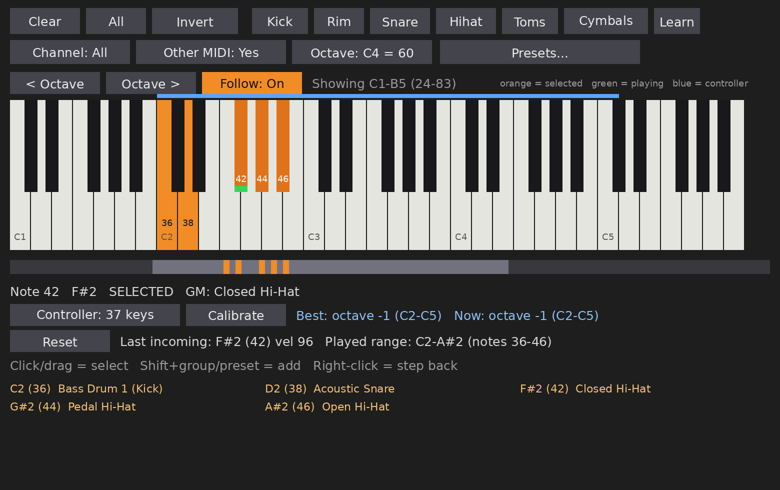 Clear All Invert Kick Rim Snare Hihat Toms Cymbals Learn
Channel: All Other MIDI: Yes Octave: C4 = 60 Presets...
< Octave Octave > Follow: On Showing C1-B5 (24-83) orange = selected green = playing blue = controller
42 44 46
36 38
C1 C2 C3 C4 C5
Note 42 F#2 SELECTED GM: Closed Hi-Hat
Controller: 37 keys Calibrate Best: octave -1 (C2-C5) Now: octave -1 (C2-C5)
Reset Last incoming: F#2 (42) vel 96 Played range: C2-A#2 (notes 36-46)
Click/drag = select Shift+group/preset = add Right-click = step back
C2 (36) Bass Drum 1 (Kick) D2 (38) Acoustic Snare F#2 (42) Closed Hi-Hat
G#2 (44) Pedal Hi-Hat A#2 (46) Open Hi-Hat